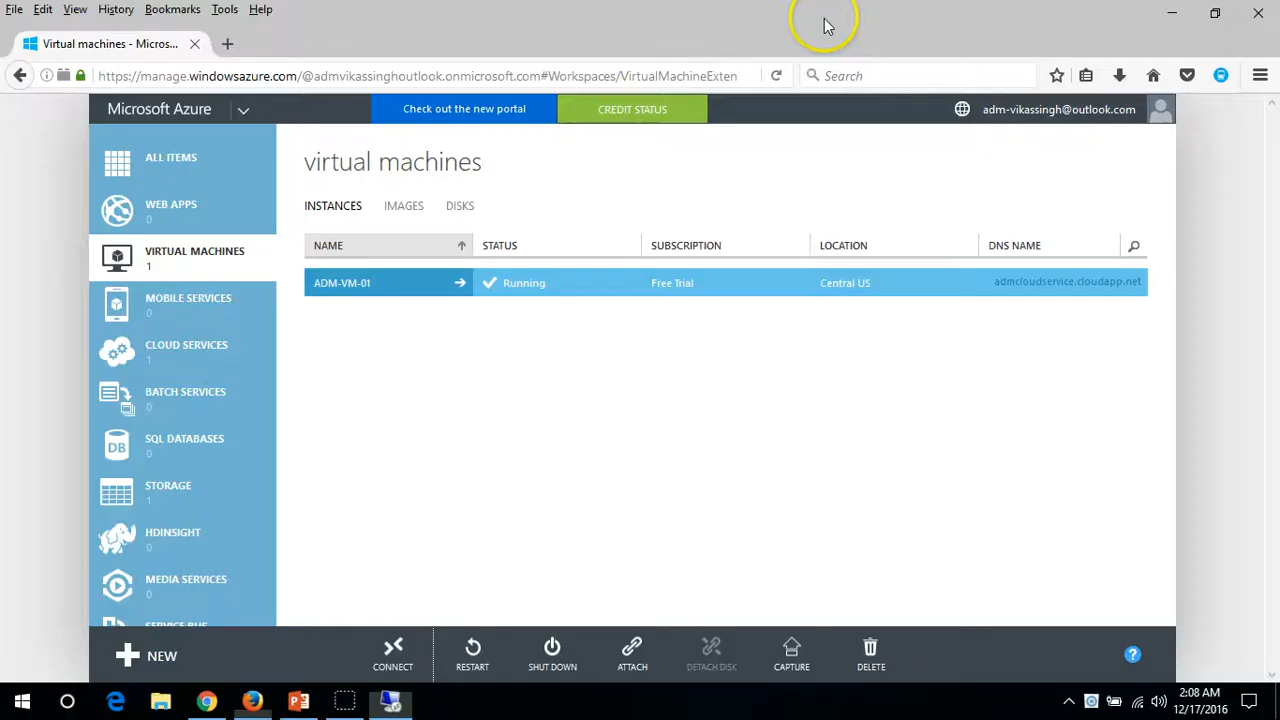 File Edit View History Bookmarks Tools Help
Virtual machines - Micros...
https://manage.windowsazure.com/@admvikassinghoutlook.onmicrosoft.com#Workspaces/VirtualMachineExten
Search
Microsoft Azure
Check out the new portal
CREDIT STATUS
adm-vikassingh@outlook.com
ALL ITEMS
WEB APPS
0
VIRTUAL MACHINES
1
MOBILE SERVICES
0
CLOUD SERVICES
1
BATCH SERVICES
0
SQL DATABASES
0
DB
STORAGE
1
HDINSIGHT
0
MEDIA SERVICES
0
SERVICE BUS
virtual machines
INSTANCES IMAGES DISKS
NAME STATUS SUBSCRIPTION LOCATION DNS NAME
ADM-VM-01 Running Free Trial Central US admcloudservice.cloudapp.net
NEW
CONNECT
RESTART
SHUT DOWN
ATTACH
DETACH DISK
CAPTURE
DELETE
?
2:08 AM
12/17/2016